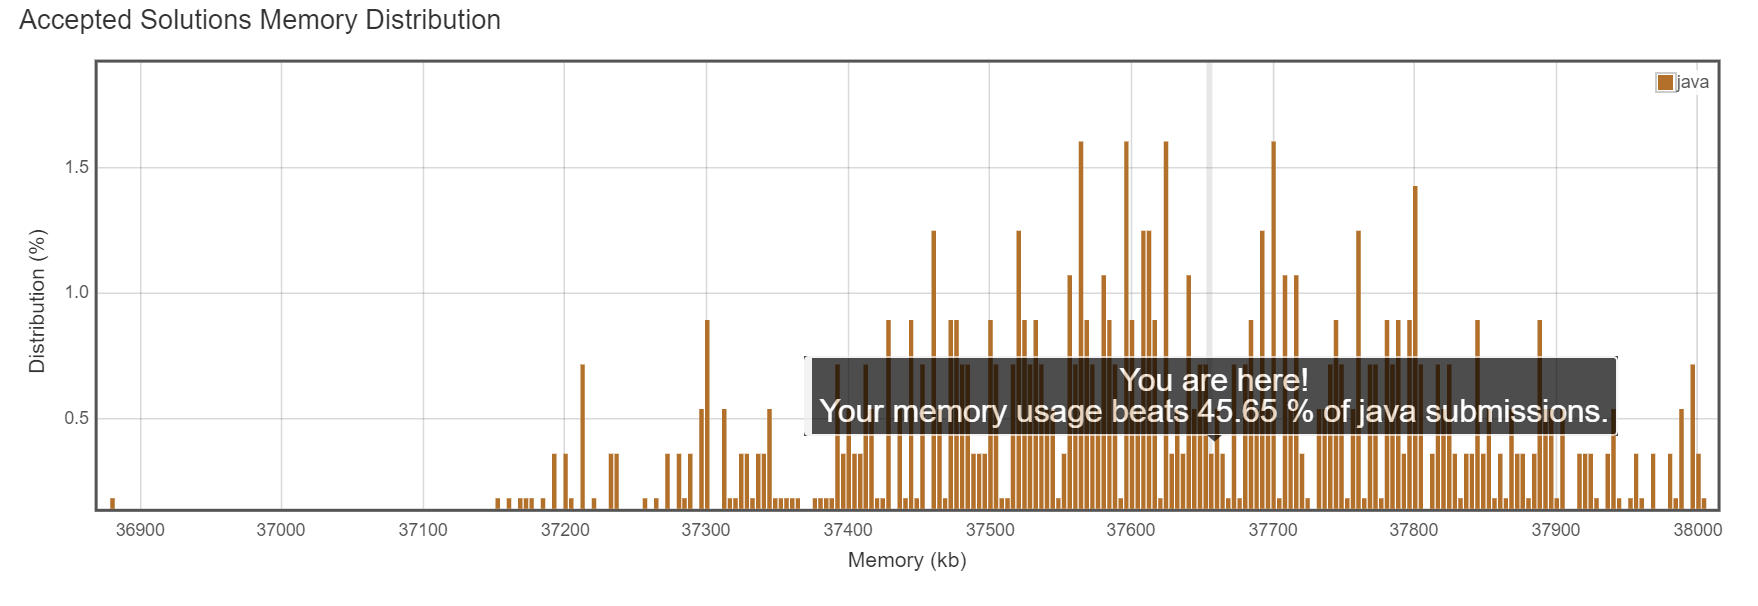 Accepted Solutions Memory Distribution
java
1.5
1.0
0.5
Distribution (%)
You are here!
Your memory usage beats 45.65 % of java submissions.
36900 37000 37100 37200 37300 37400 37500 37600 37700 37800 37900 38000
Memory (kb)